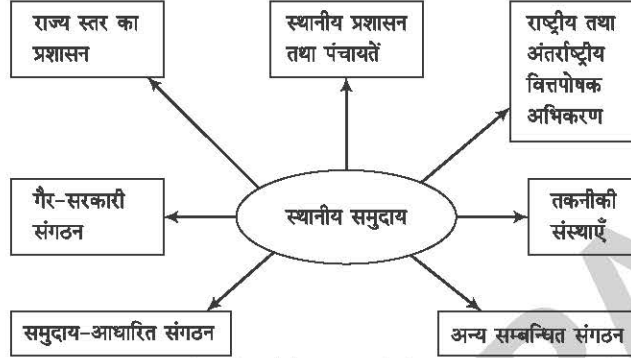 राज्य स्तर का
प्रशासन
स्थानीय प्रशासन
तथा पंचायतें
राष्ट्रीय तथा
अंतर्राष्ट्रीय
वित्तपोषक
अभिकरण
गैर-सरकारी
संगठन
स्थानीय समुदाय
तकनीकी
संस्थाएँ
समुदाय-आधारित संगठन
अन्य सम्बन्धित संगठन